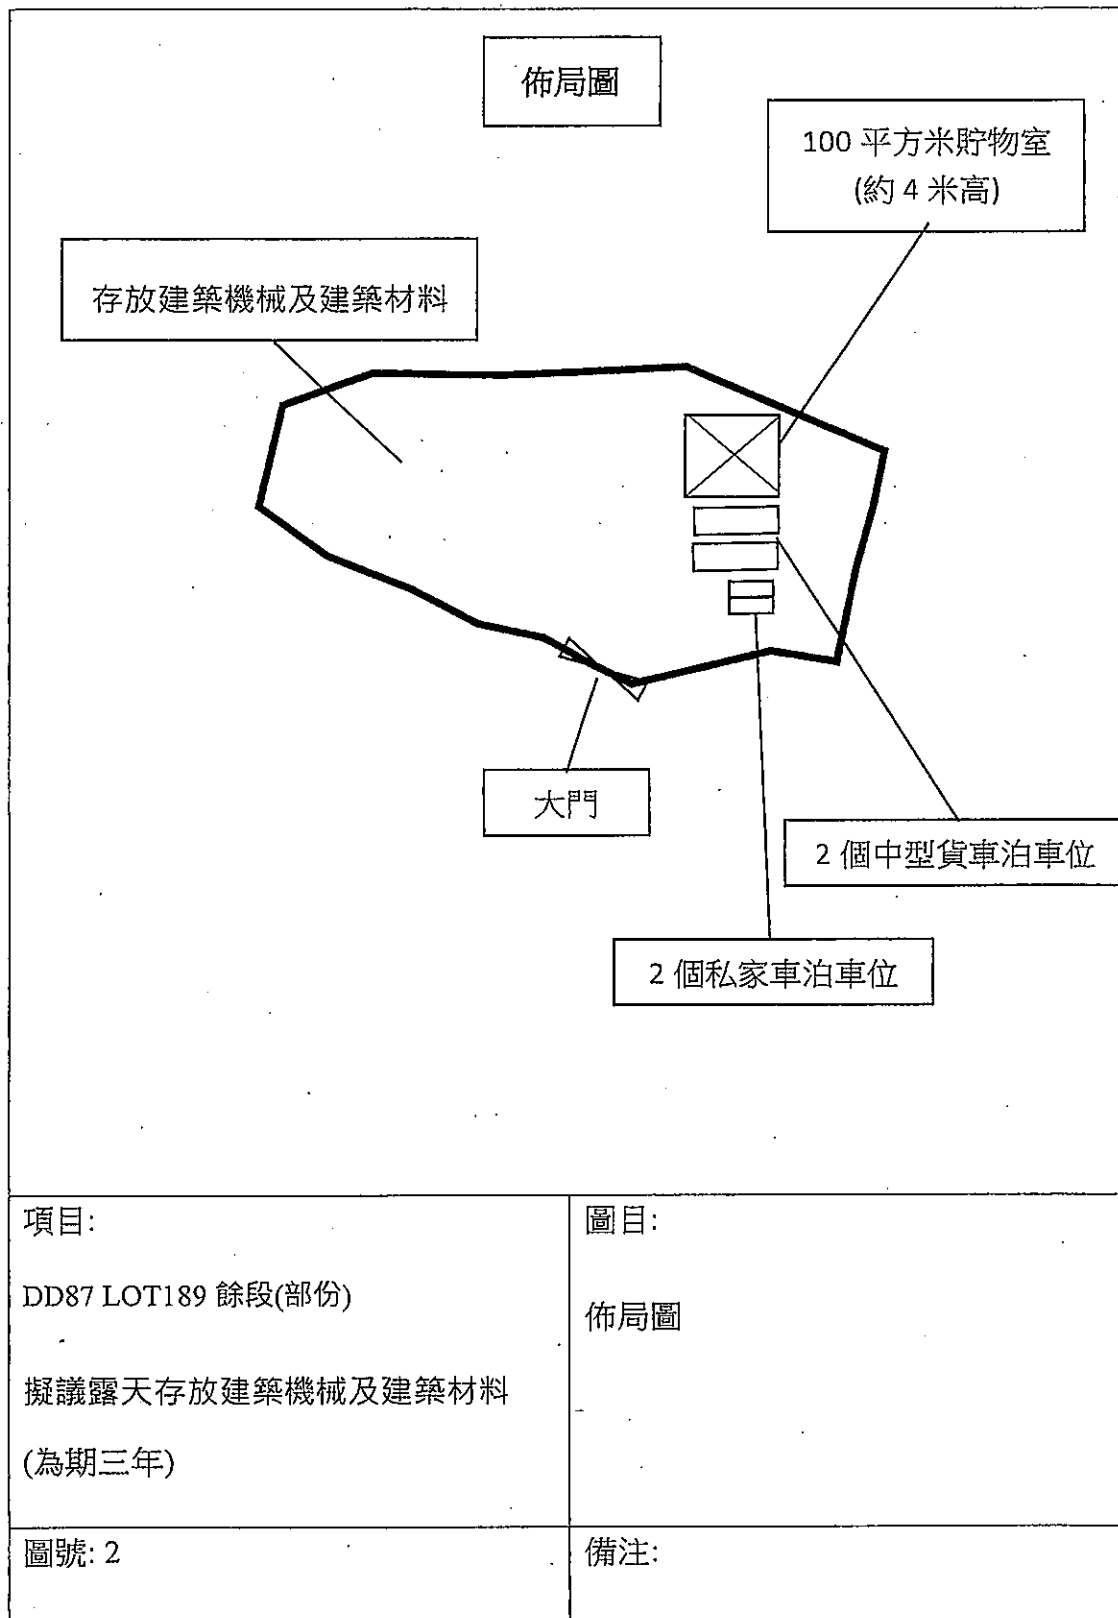 佈局圖
100 平方米貯物室
(約 4 米高)
存放建築機械及建築材料
大門
2 個中型貨車泊車位
2 個私家車泊車位
項目:
DD87 LOT189 餘段(部份)
擬議露天存放建築機械及建築材料
(為期三年)
圖目:
佈局圖
圖號: 2
備注: